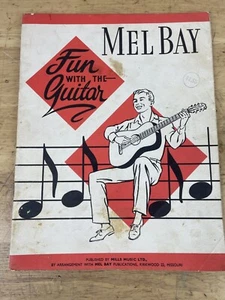 MEL BAY
Fun
WITH THE
Guitar
PUBLISHED BY MILLS MUSIC LTD.,
BY ARRANGEMENT WITH MEL BAY PUBLICATIONS, KIRKWOOD 22, MISSOURI